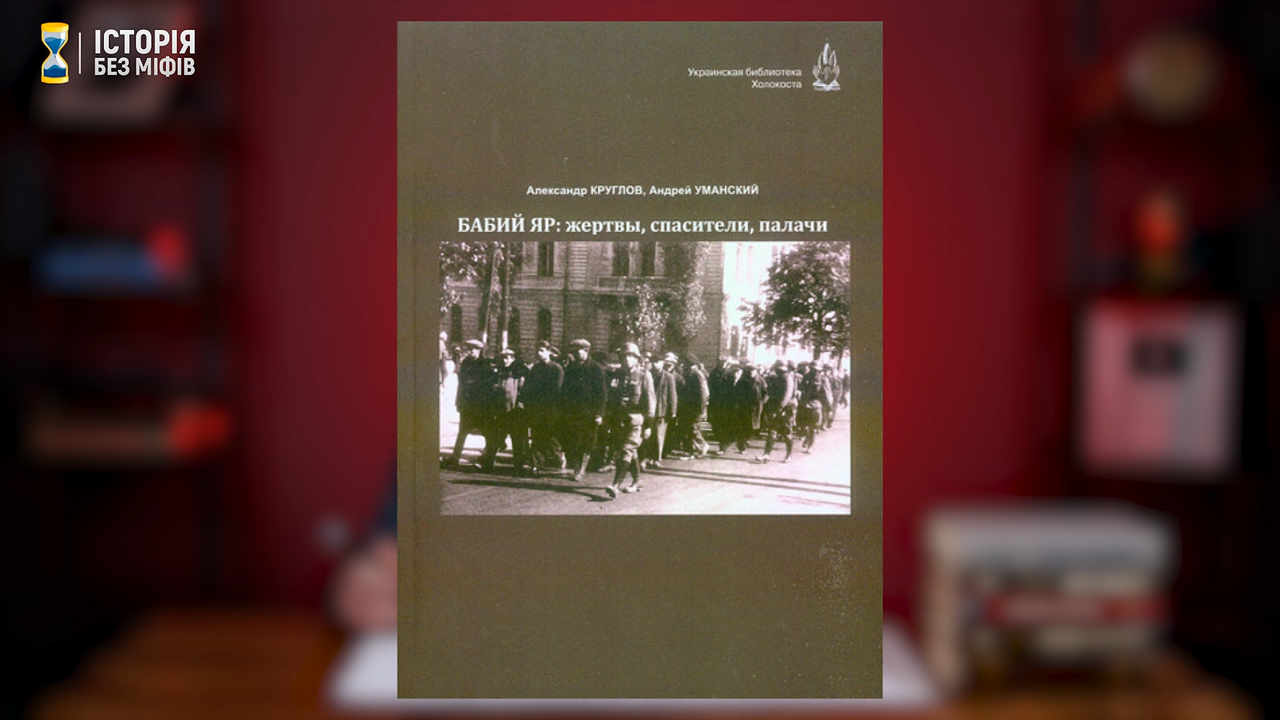 ІСТОРІЯ
БЕЗ МІФІВ
Украинская библиотека
Холокоста
Александр КРУГЛОВ, Андрей УМАНСКИЙ
БАБИЙ ЯР: жертвы, спасители, палачи